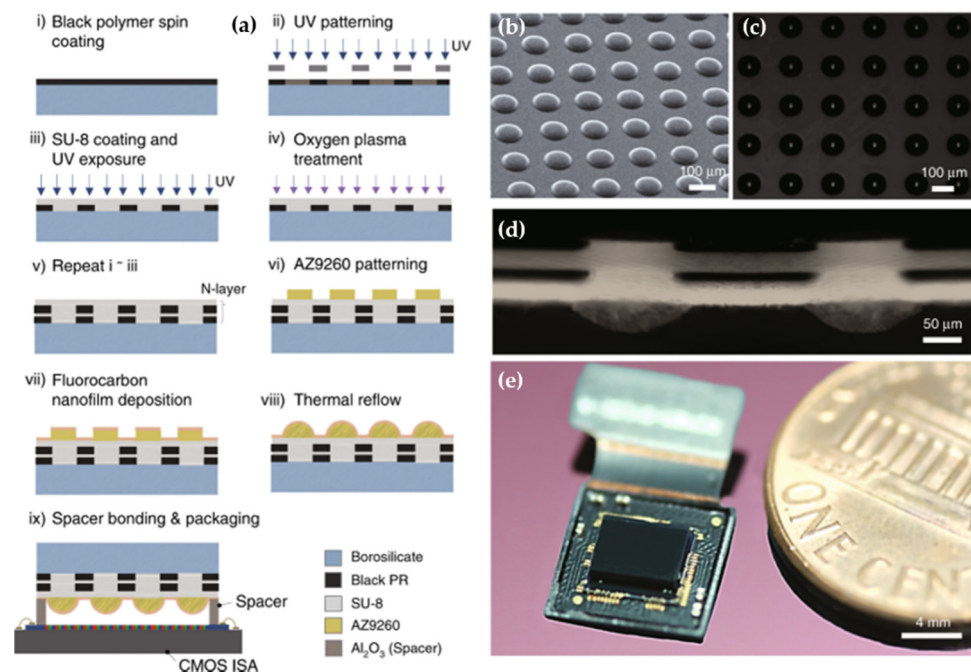 (a)
i) Black polymer spin
coating
ii) UV patterning
UV
iii) SU-8 coating and
UV exposure
UV
iv) Oxygen plasma
treatment
v) Repeat i ~ iii
N-layer
vi) AZ9260 patterning
vii) Fluorocarbon
nanofilm deposition
viii) Thermal reflow
ix) Spacer bonding & packaging
Spacer
CMOS ISA
Borosilicate
Black PR
SU-8
AZ9260
Al2O3 (Spacer)
(b)
100 μm
(c)
100 μm
(d)
50 μm
(e)
ONE CENT
4 mm